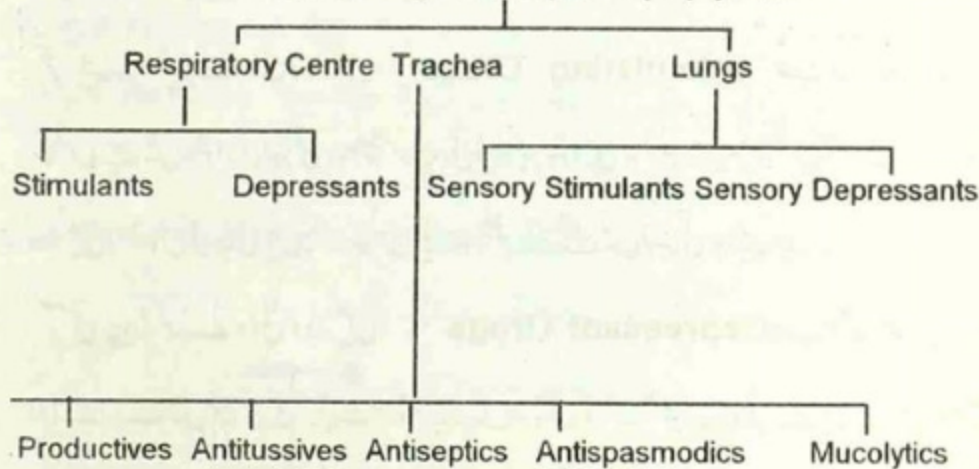 Respiratory Centre Trachea Lungs
Stimulants Depressants Sensory Stimulants Sensory Depressants
Productives Antitussives Antiseptics Antispasmodics Mucolytics